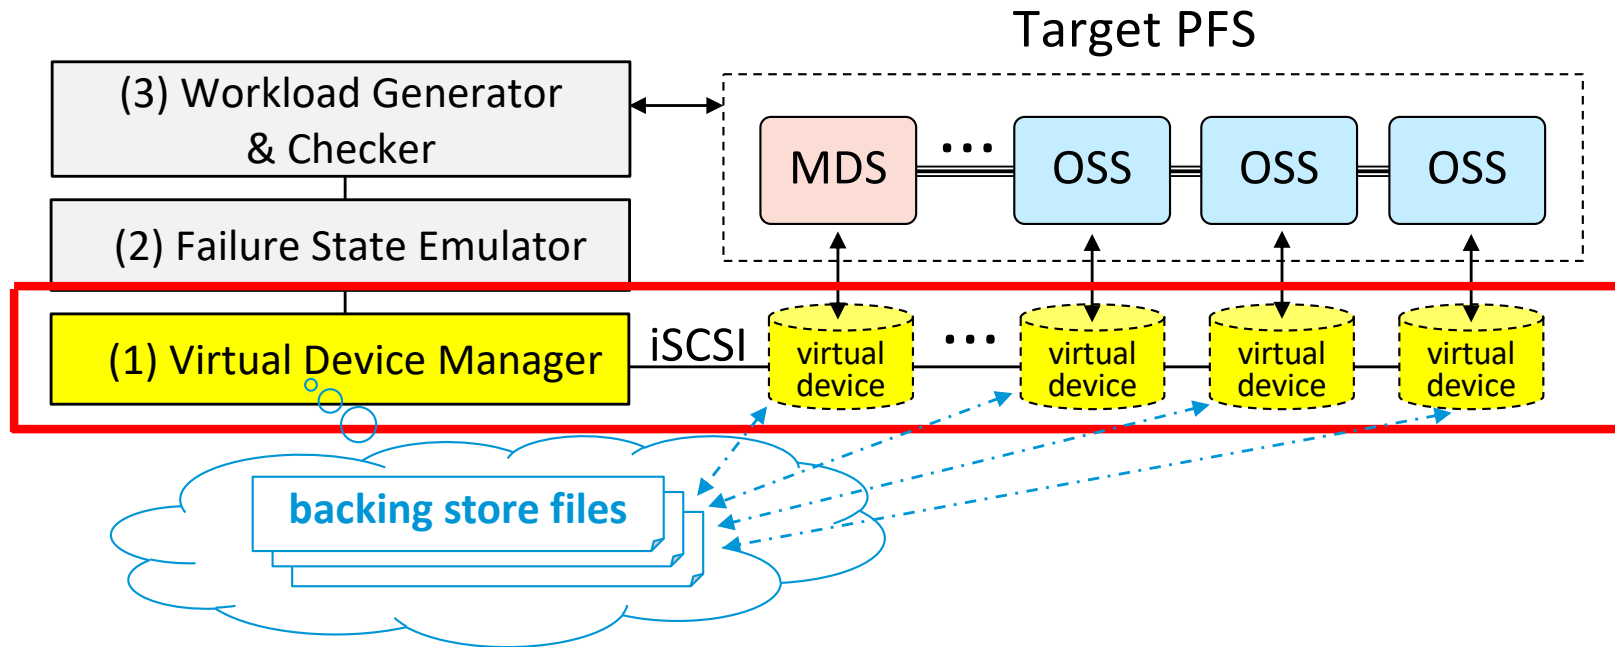 Target PFS
(3) Workload Generator
& Checker
MDS
...
OSS
OSS
OSS
(2) Failure State Emulator
(1) Virtual Device Manager
iSCSI
virtual
device
...
virtual
device
virtual
device
virtual
device
backing store files